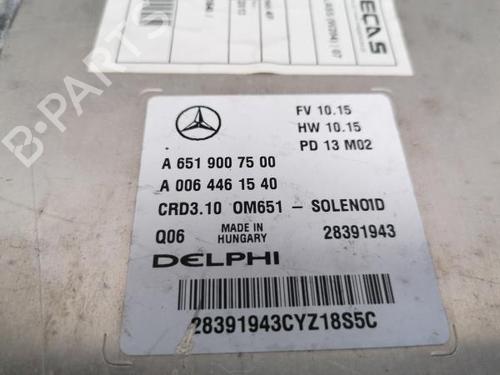 ECAS
B-PARTS
FV 10.15
HW 10.15
PD 13 M02
A 651 900 75 00
A 006 446 15 40
CRD3.10 OM651 - SOLENOID
Q06 MADE IN HUNGARY 28391943
DELPHI
28391943CYZ18S5C